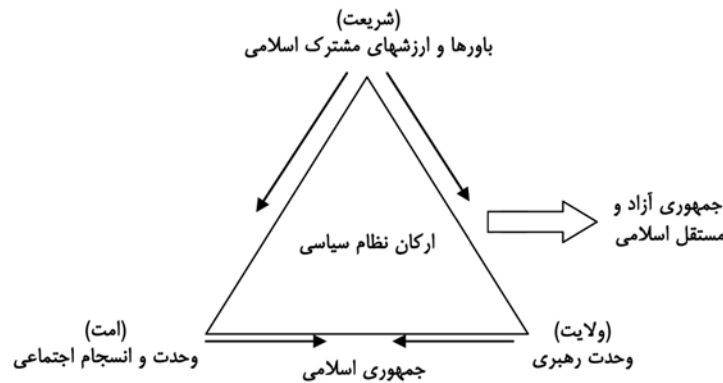 (شریعت)
باورها و ارزشهای مشترک اسلامی
جمهوری آزاد و
مستقل اسلامی
ارکان نظام سیاسی
(ولایت)
وحدت رهبری
(امت)
وحدت و انسجام اجتماعی
جمهوری اسلامی